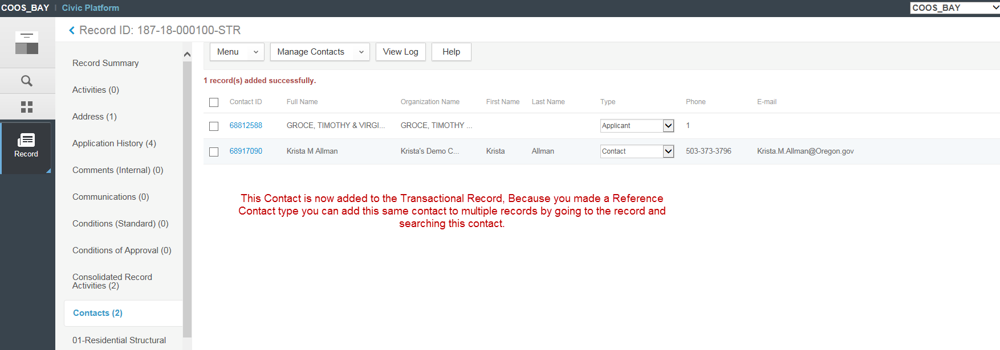 COOS_BAY | Civic Platform
COOS_BAY
Record ID: 187-18-000100-STR
Record
Record Summary
Activities (0)
Address (1)
Application History (4)
Comments (Internal) (0)
Communications (0)
Conditions (Standard) (0)
Conditions of Approval (0)
Consolidated Record
Activities (2)
Contacts (2)
01-Residential Structural
Menu Manage Contacts View Log Help
1 record(s) added successfully.
Contact ID Full Name Organization Name First Name Last Name Type Phone E-mail
68812588 GROCE, TIMOTHY & VIRGI... GROCE, TIMOTHY ... Applicant 1
68917090 Krista M Allman Krista's Demo C... Krista Allman Contact 503-373-3796 Krista.M.Allman@Oregon.gov
This Contact is now added to the Transactional Record, Because you made a Reference
Contact type you can add this same contact to multiple records by going to the record and
searching this contact.